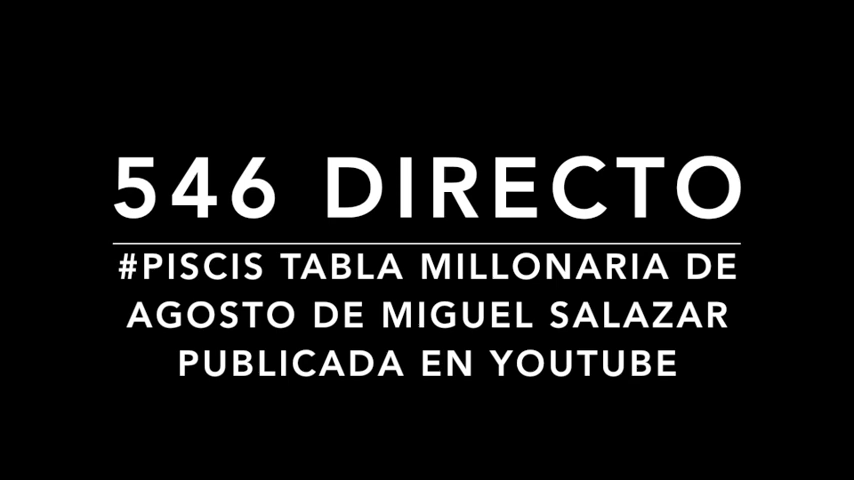 546 DIRECTO
#PISCIS TABLA MILLONARIA DE
AGOSTO DE MIGUEL SALAZAR
PUBLICADA EN YOUTUBE